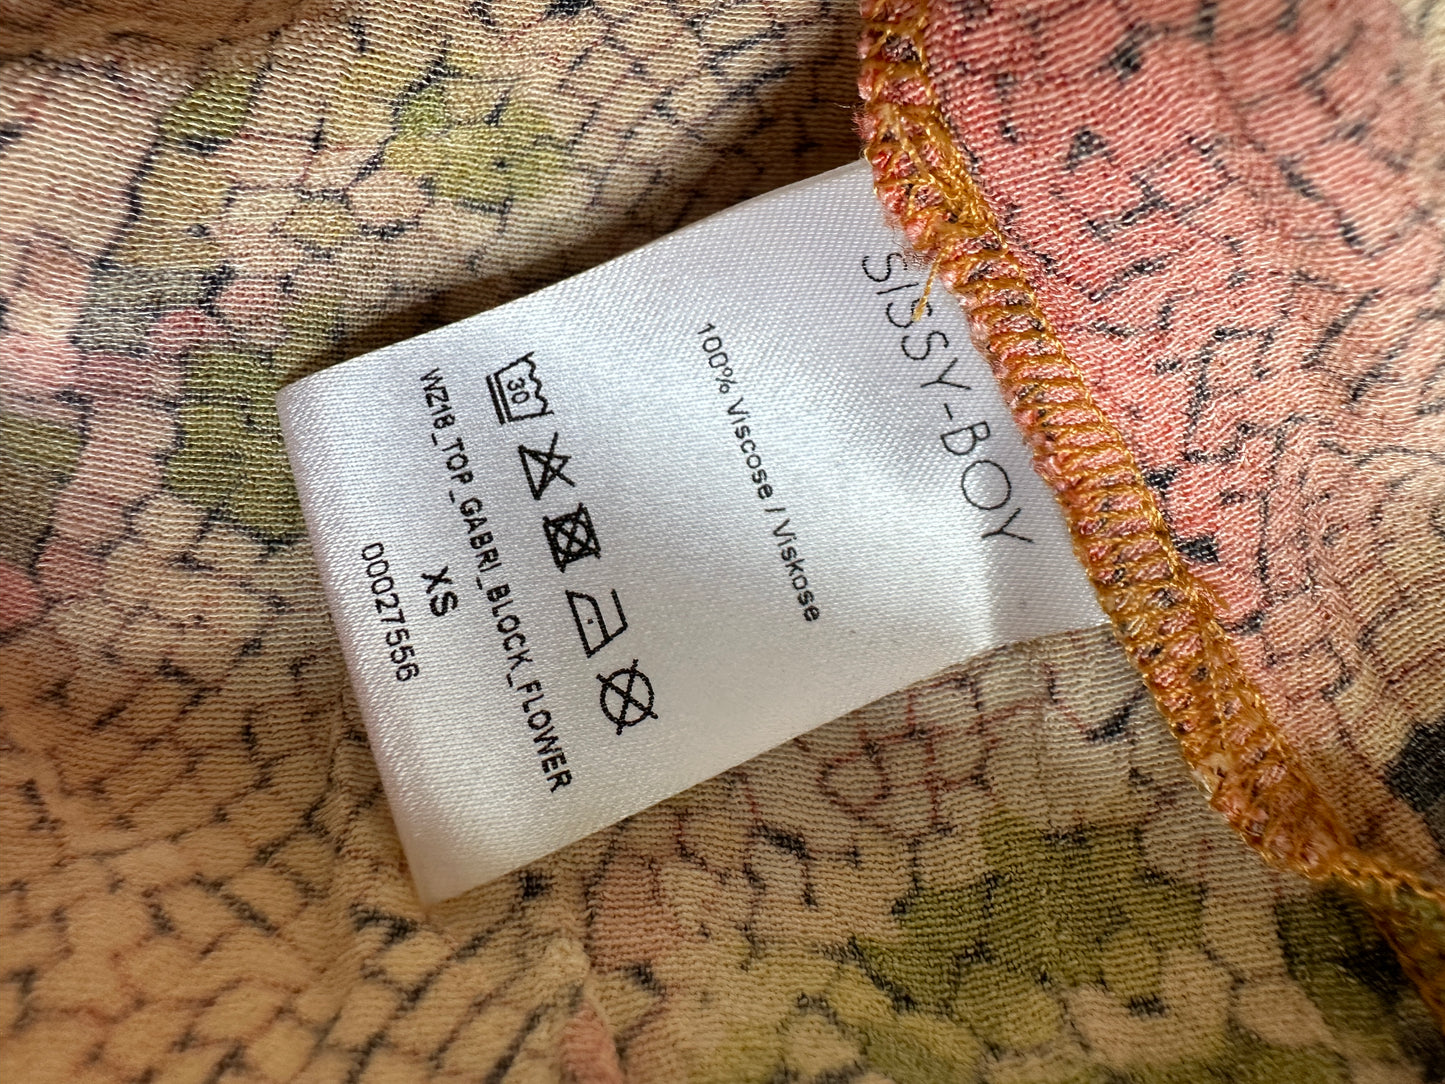 SISSY-BOY
100% Viscose / Viskose
30
WZ18_TOP_GABRI_BLOCK_FLOWER
XS
00027556